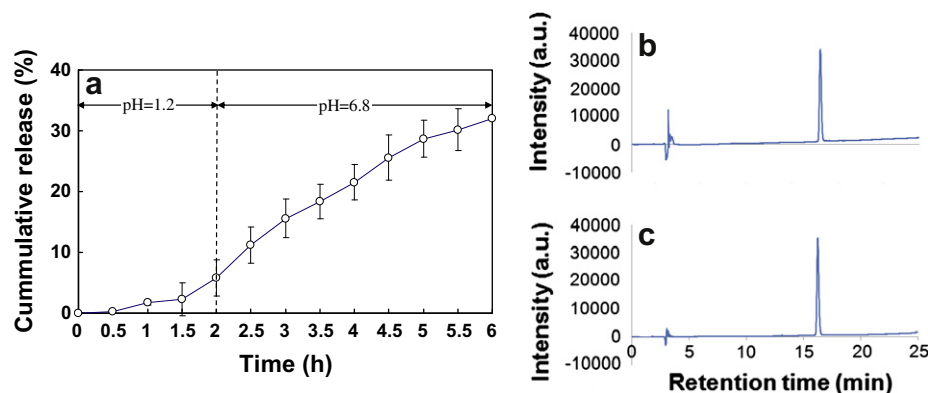 a
Cummulative release (%)
40
30
20
10
0
pH=1.2
pH=6.8
0 0.5 1 1.5 2 2.5 3 3.5 4 4.5 5 5.5 6
Time (h)
b
Intensity (a.u.)
40000
30000
20000
10000
0
-10000
c
Intensity (a.u.)
40000
30000
20000
10000
0
-10000
0 5 10 15 20 25
Retention time (min)